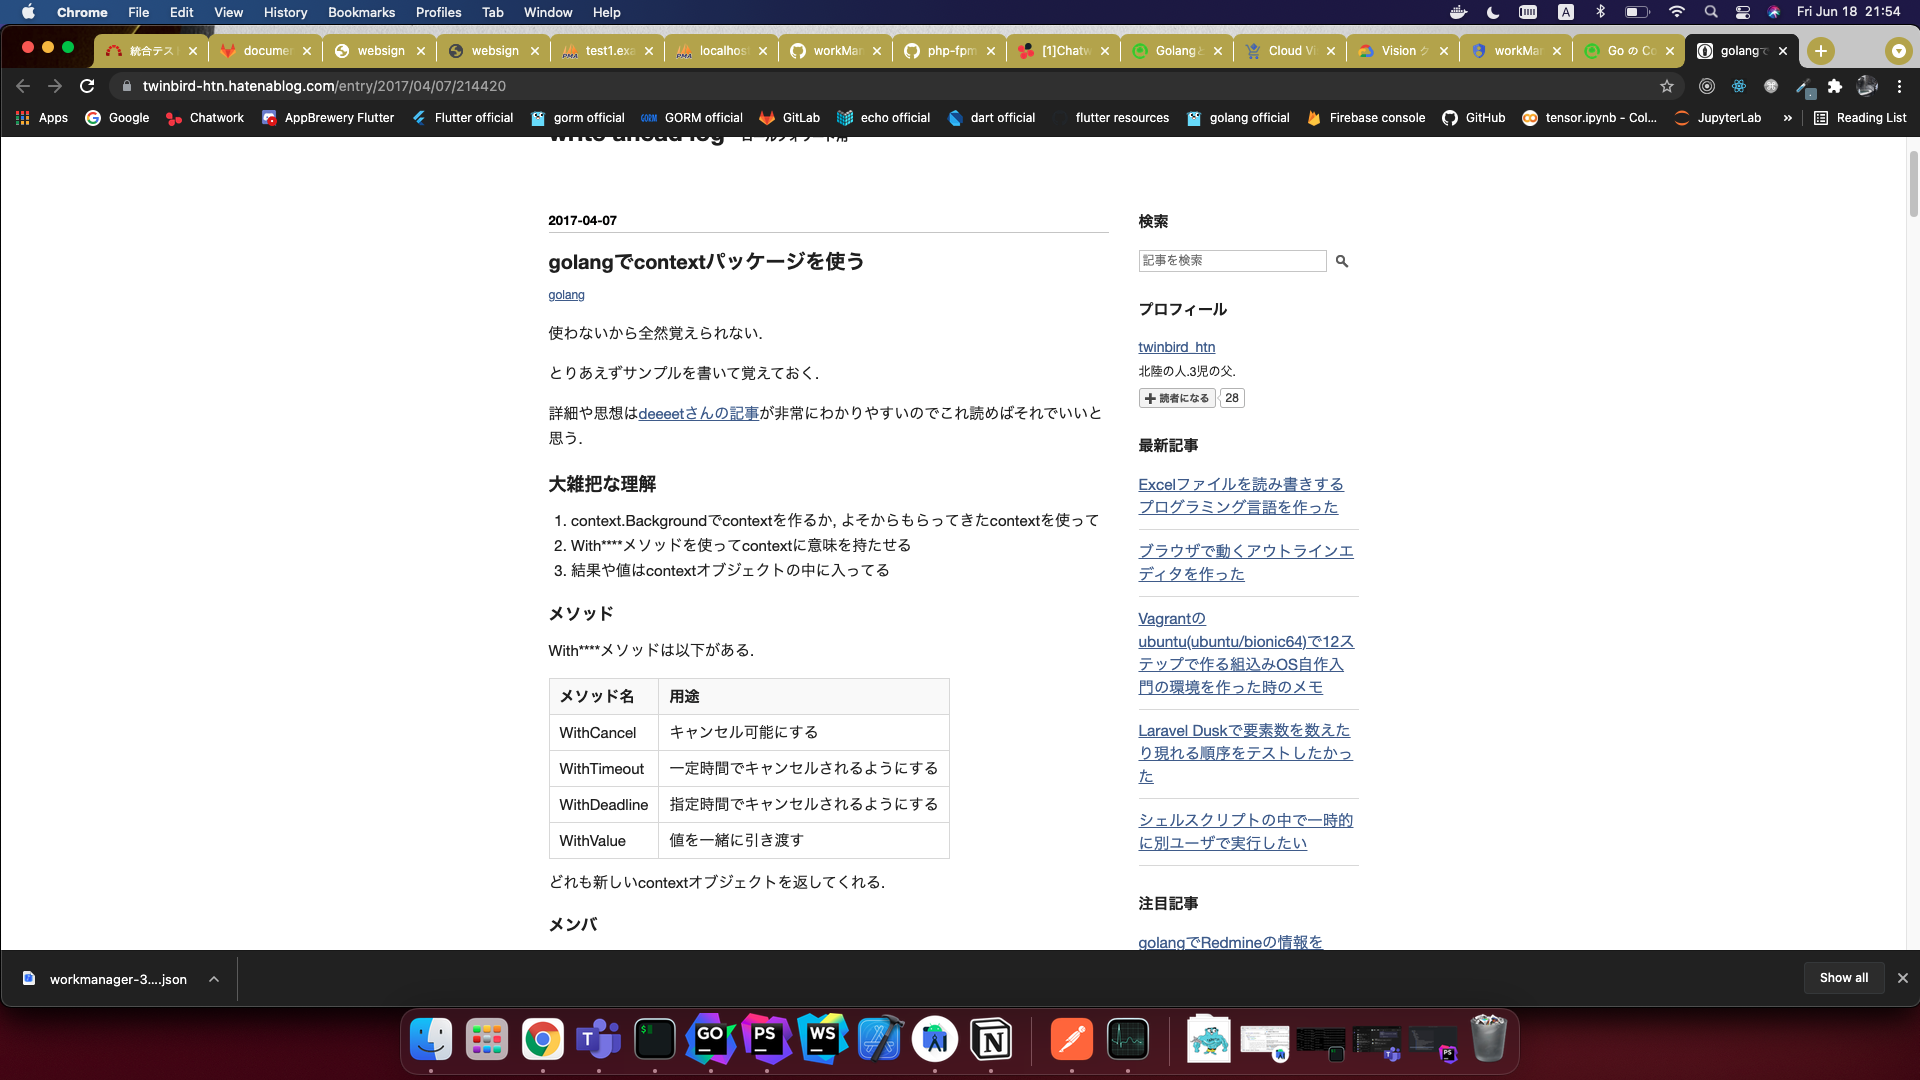 Chrome File Edit View History Bookmarks Profiles Tab Window Help A Fri Jun 18 21:54
統合テス documen websign websign test1.exa localhos workMan php-fpm [1]Chatw Golang Cloud Vi Vision workMan Go の Co golangで
twinbird-htn.hatenablog.com/entry/2017/04/07/214420
Apps Google Chatwork AppBrewery Flutter Flutter official gorm official GORM official GitLab echo official dart official flutter resources golang official Firebase console GitHub tensor.ipynb - Col... JupyterLab » Reading List
write ahead log ロールフォワード用
2017-04-07
golangでcontextパッケージを使う
golang
使わないから全然覚えられない.
とりあえずサンプルを書いて覚えておく.
詳細や思想はdeeeetさんの記事が非常にわかりやすいのでこれ読めばそれでいいと
思う.
大雑把な理解
1. context.Backgroundでcontextを作るか, よそからもらってきたcontextを使って
2. With****メソッドを使ってcontextに意味を持たせる
3. 結果や値はcontextオブジェクトの中に入ってる
メソッド
With****メソッドは以下がある.
メソッド名 用途
WithCancel キャンセル可能にする
WithTimeout 一定時間でキャンセルされるようにする
WithDeadline 指定時間でキャンセルされるようにする
WithValue 値を一緒に引き渡す
どれも新しいcontextオブジェクトを返してくれる.
メンバ
検索
記事を検索
プロフィール
twinbird_htn
北陸の人.3児の父.
読者になる 28
最新記事
Excelファイルを読み書きする
プログラミング言語を作った
ブラウザで動くアウトラインエ
ディタを作った
Vagrantの
ubuntu(ubuntu/bionic64)で12ス
テップで作る組込みOS自作入
門の環境を作った時のメモ
Laravel Duskで要素数を数えた
り現れる順序をテストしたかっ
た
シェルスクリプトの中で一時的
に別ユーザで実行したい
注目記事
golangでRedmineの情報を
workmanager-3....json Show all
GO PS WS